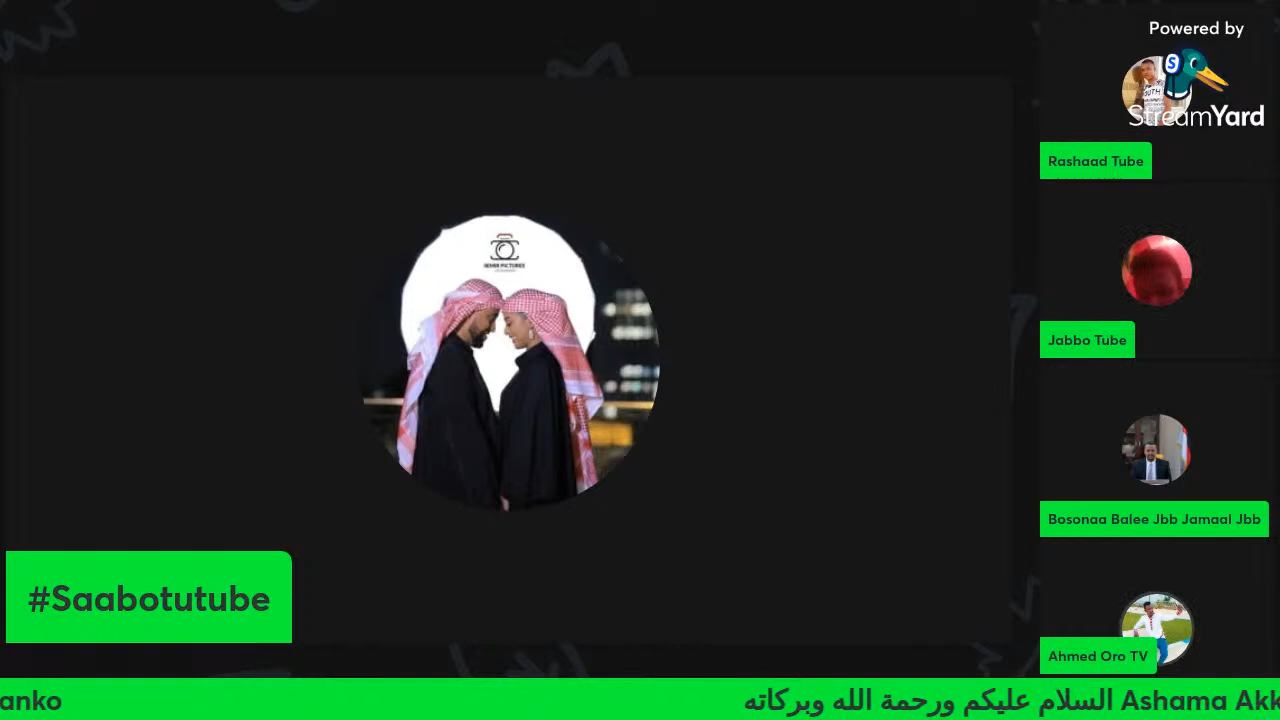 Powered by
StreamYard
Rashaad Tube
Jabbo Tube
Bosonaa Balee Jbb Jamaal Jbb
Ahmed Oro TV
#Saabotutube
anko
السلام عليكم ورحمة الله وبركاته Ashama Akk